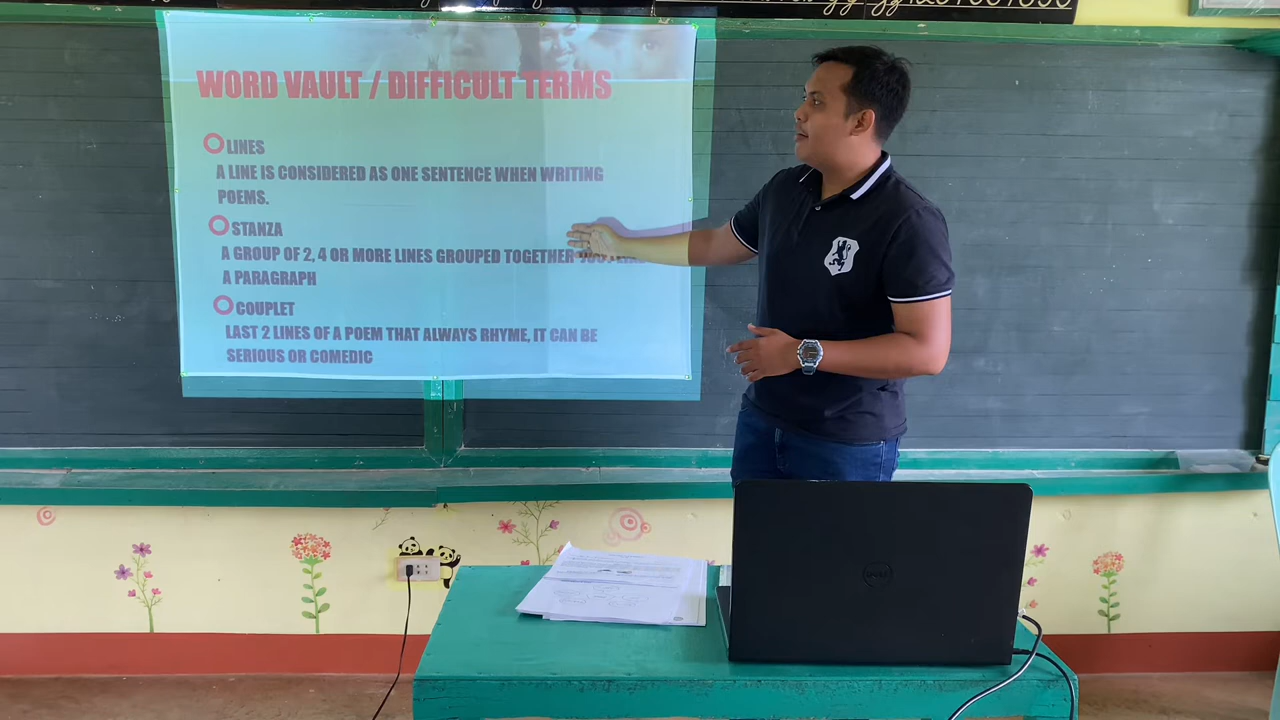 WORD VAULT / DIFFICULT TERMS
LINES
A LINE IS CONSIDERED AS ONE SENTENCE WHEN WRITING
POEMS.
STANZA
A GROUP OF 2, 4 OR MORE LINES GROUPED TOGETHER
A PARAGRAPH
COUPLET
LAST 2 LINES OF A POEM THAT ALWAYS RHYME, IT CAN BE
SERIOUS OR COMEDIC
DELL